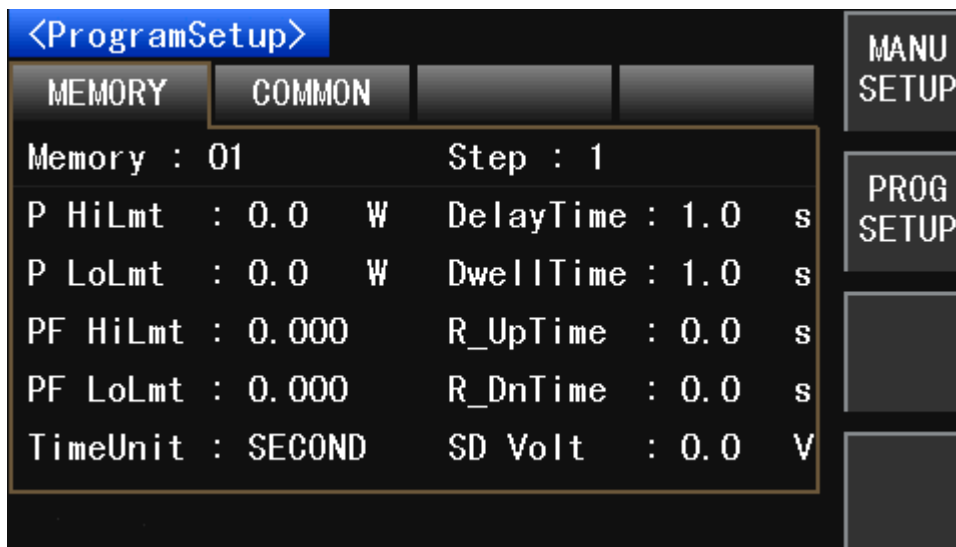 <ProgramSetup>
MEMORY COMMON
Memory : 01 Step : 1
P HiLmt : 0.0 W DelayTime : 1.0 s
P LoLmt : 0.0 W DwellTime : 1.0 s
PF HiLmt : 0.000 R_UpTime : 0.0 s
PF LoLmt : 0.000 R_DnTime : 0.0 s
TimeUnit : SECOND SD Volt : 0.0 V
MANU
SETUP
PROG
SETUP